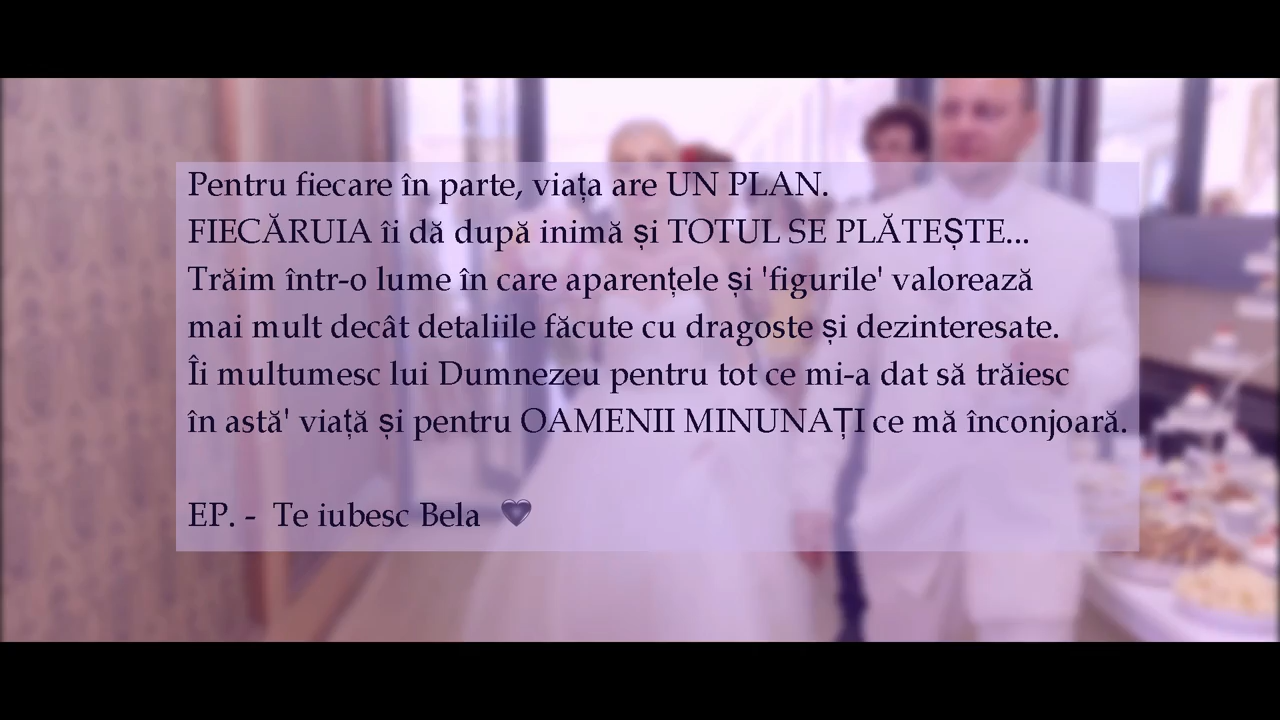 Pentru fiecare în parte, viața are UN PLAN.
FIECĂRUIA îi dă după inimă și TOTUL SE PLĂTEȘTE...
Trăim într-o lume în care aparențele și 'figurile' valorează
mai mult decât detaliile făcute cu dragoste și dezinteresate.
Îi multumesc lui Dumnezeu pentru tot ce mi-a dat să trăiesc
în astă' viață și pentru OAMENII MINUNAȚI ce mă înconjoară.
EP. - Te iubesc Bela 💜